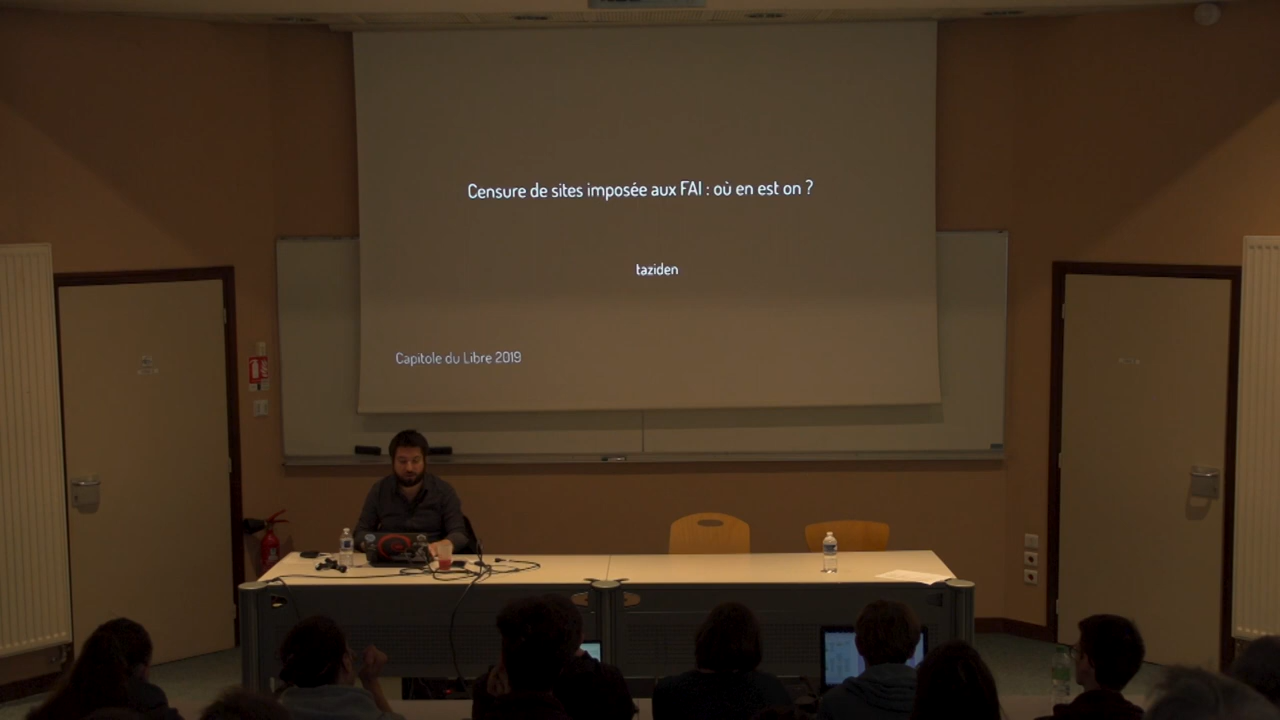 Censure de sites imposée aux FAI : où en est on ?
taziden
Capitole du Libre 2019